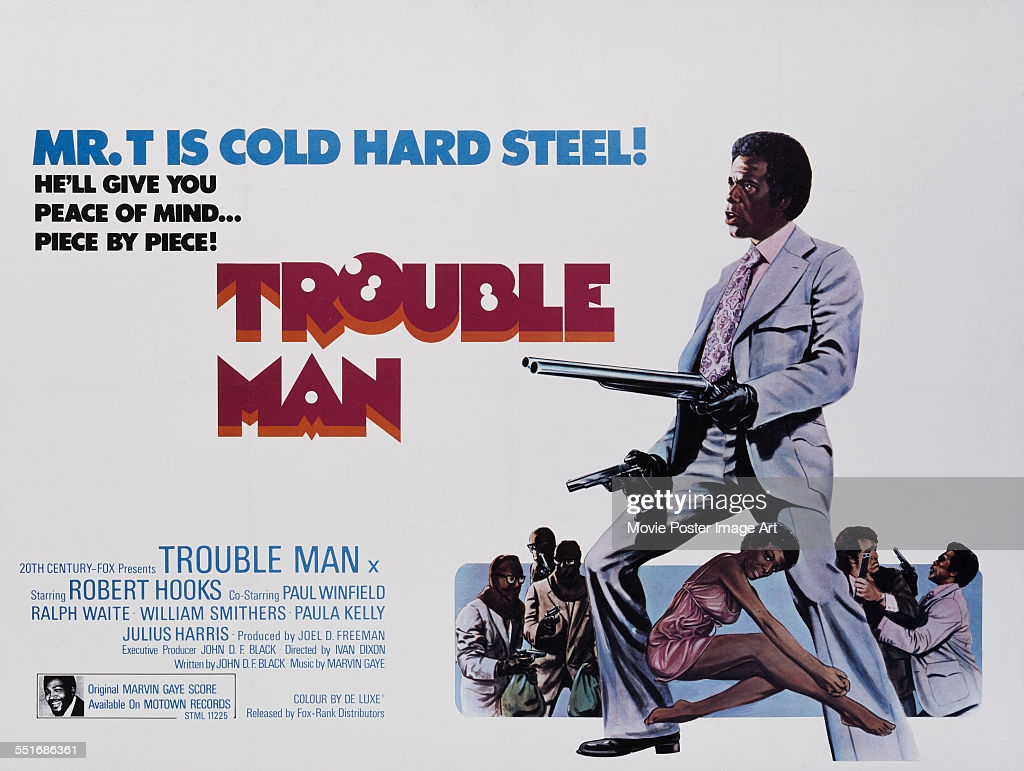 MR. T IS COLD HARD STEEL!
HE'LL GIVE YOU
PEACE OF MIND...
PIECE BY PIECE!
TROUBLE
MAN
gettyimages®
Movie Poster Image Art
20TH CENTURY-FOX Presents TROUBLE MAN X
Starring ROBERT HOOKS Co-Starring PAUL WINFIELD
RALPH WAITE · WILLIAM SMITHERS · PAULA KELLY
JULIUS HARRIS · Produced by JOEL D. FREEMAN
Executive Producer JOHN D. F. BLACK · Directed by IVAN DIXON
Written by JOHN D. F. BLACK Music by MARVIN GAYE
Original MARVIN GAYE SCORE
Available On MOTOWN RECORDS
STML 11225
COLOUR BY DE LUXE®
Released by Fox-Rank Distributors
551686361